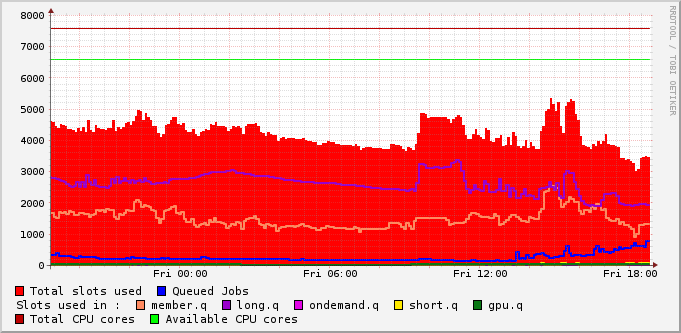 RRDTOOL / TOBI OETIKER
8000
7000
6000
5000
4000
3000
2000
1000
0
Fri 00:00 Fri 06:00 Fri 12:00 Fri 18:00
Total slots used Queued Jobs
Slots used in : member.q long.q ondemand.q short.q gpu.q
Total CPU cores Available CPU cores